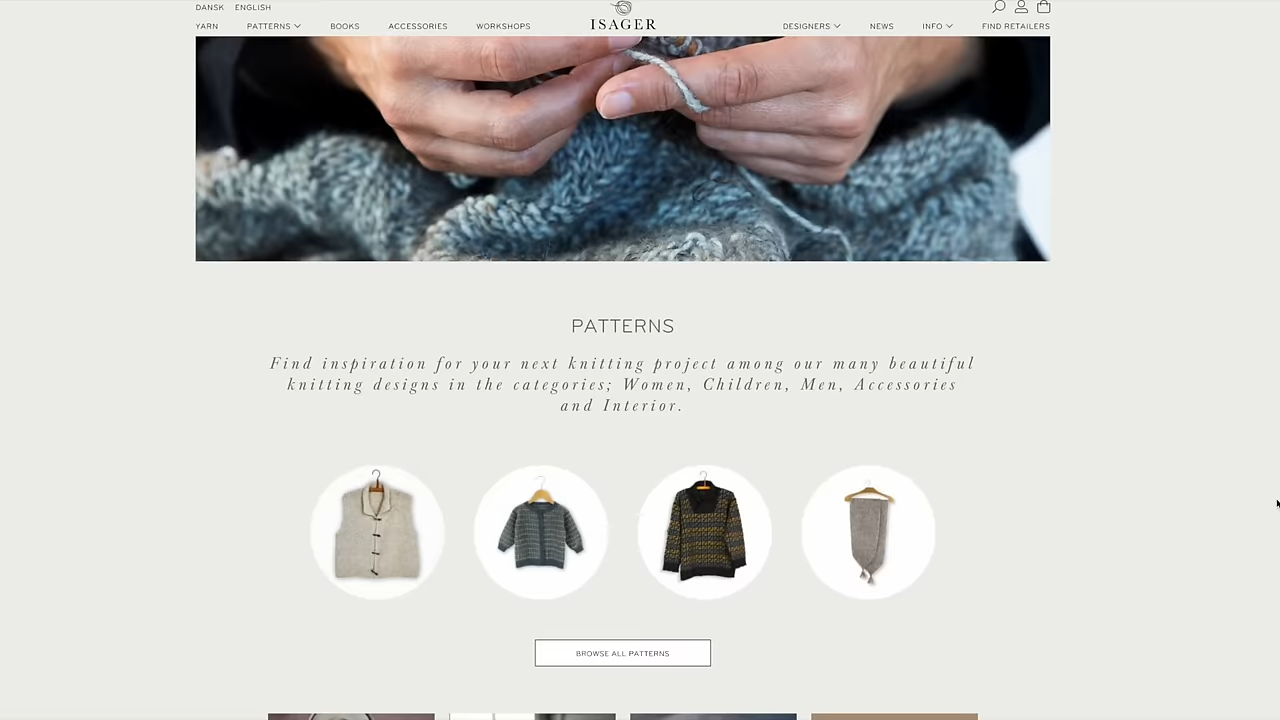 DANSK ENGLISH
YARN PATTERNS BOOKS ACCESSORIES WORKSHOPS ISAGER DESIGNERS NEWS INFO FIND RETAILERS
PATTERNS
Find inspiration for your next knitting project among our many beautiful
knitting designs in the categories; Women, Children, Men, Accessories
and Interior.
BROWSE ALL PATTERNS